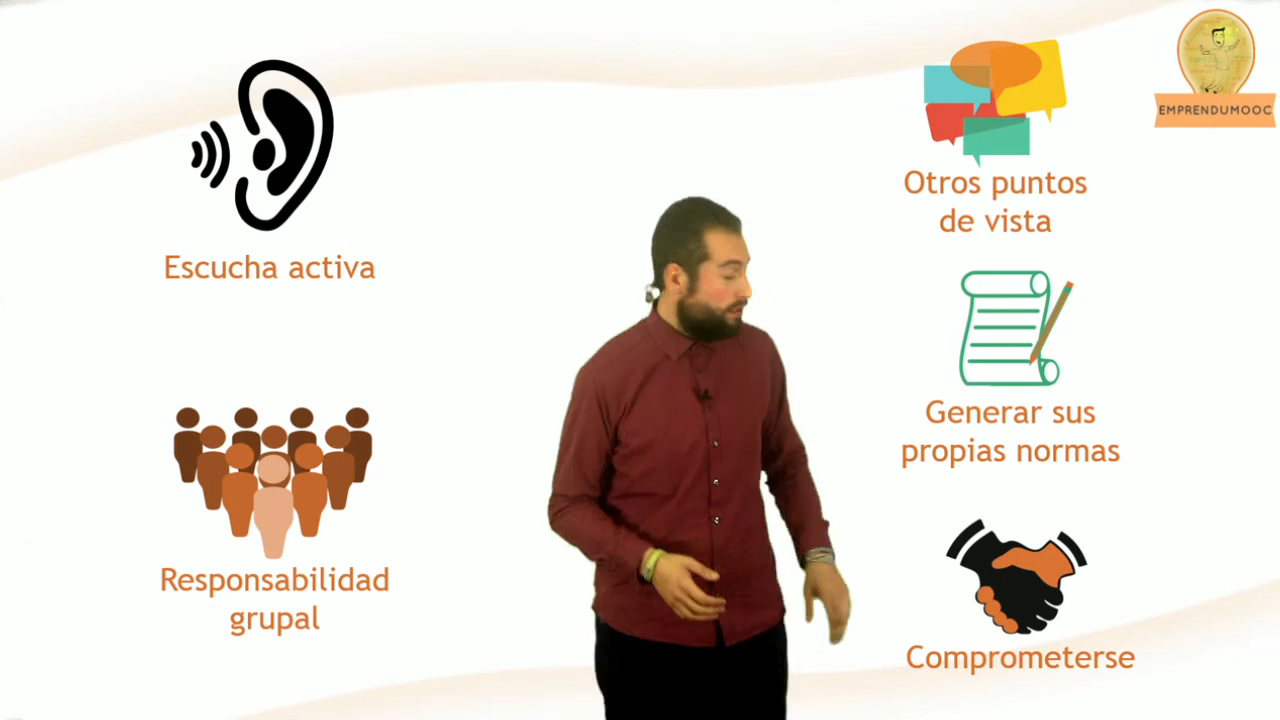 EMPRENDUMOOC
Otros puntos
de vista
Escucha activa
Generar sus
propias normas
Responsabilidad
grupal
Comprometerse